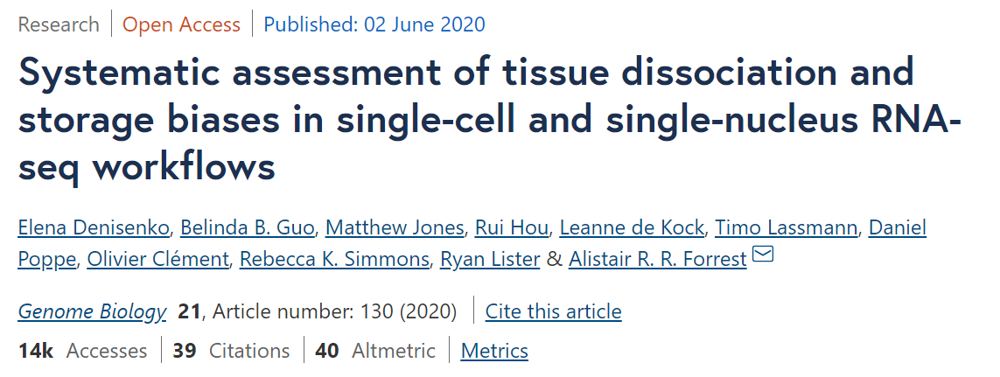 Research | Open Access | Published: 02 June 2020
Systematic assessment of tissue dissociation and
storage biases in single-cell and single-nucleus RNA-
seq workflows
Elena Denisenko, Belinda B. Guo, Matthew Jones, Rui Hou, Leanne de Kock, Timo Lassmann, Daniel
Poppe, Olivier Clément, Rebecca K. Simmons, Ryan Lister & Alistair R. R. Forrest
Genome Biology 21, Article number: 130 (2020) | Cite this article
14k Accesses | 39 Citations | 40 Altmetric | Metrics